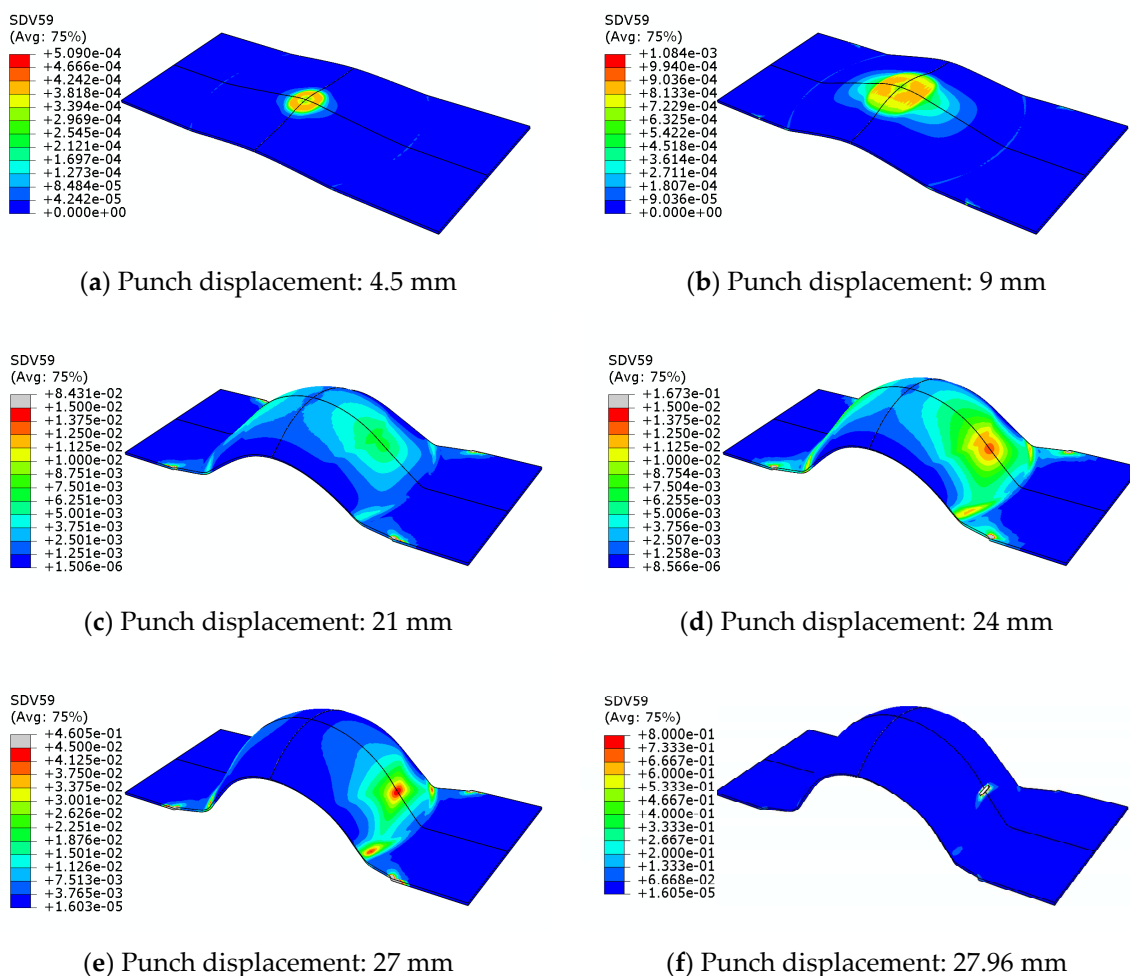 SDV59
(Avg: 75%)
+5.090e-04
+4.666e-04
+4.242e-04
+3.818e-04
+3.394e-04
+2.969e-04
+2.545e-04
+2.121e-04
+1.697e-04
+1.273e-04
+8.484e-05
+4.242e-05
+0.000e+00
(a) Punch displacement: 4.5 mm
SDV59
(Avg: 75%)
+1.084e-03
+9.940e-04
+9.036e-04
+8.133e-04
+7.229e-04
+6.325e-04
+5.422e-04
+4.518e-04
+3.614e-04
+2.711e-04
+1.807e-04
+9.036e-05
+0.000e+00
(b) Punch displacement: 9 mm
SDV59
(Avg: 75%)
+8.431e-02
+1.500e-02
+1.375e-02
+1.250e-02
+1.125e-02
+1.000e-02
+8.751e-03
+7.501e-03
+6.251e-03
+5.001e-03
+3.751e-03
+2.501e-03
+1.251e-03
+1.506e-06
(c) Punch displacement: 21 mm
SDV59
(Avg: 75%)
+1.673e-01
+1.500e-02
+1.375e-02
+1.250e-02
+1.125e-02
+1.000e-02
+8.754e-03
+7.504e-03
+6.255e-03
+5.006e-03
+3.756e-03
+2.507e-03
+1.258e-03
+8.566e-06
(d) Punch displacement: 24 mm
SDV59
(Avg: 75%)
+4.605e-01
+4.500e-02
+4.125e-02
+3.750e-02
+3.375e-02
+3.001e-02
+2.626e-02
+2.251e-02
+1.876e-02
+1.501e-02
+1.126e-02
+7.513e-03
+3.765e-03
+1.603e-05
(e) Punch displacement: 27 mm
SDV59
(Avg: 75%)
+8.000e-01
+7.333e-01
+6.667e-01
+6.000e-01
+5.333e-01
+4.667e-01
+4.000e-01
+3.333e-01
+2.667e-01
+2.000e-01
+1.333e-01
+6.668e-02
+1.605e-05
(f) Punch displacement: 27.96 mm